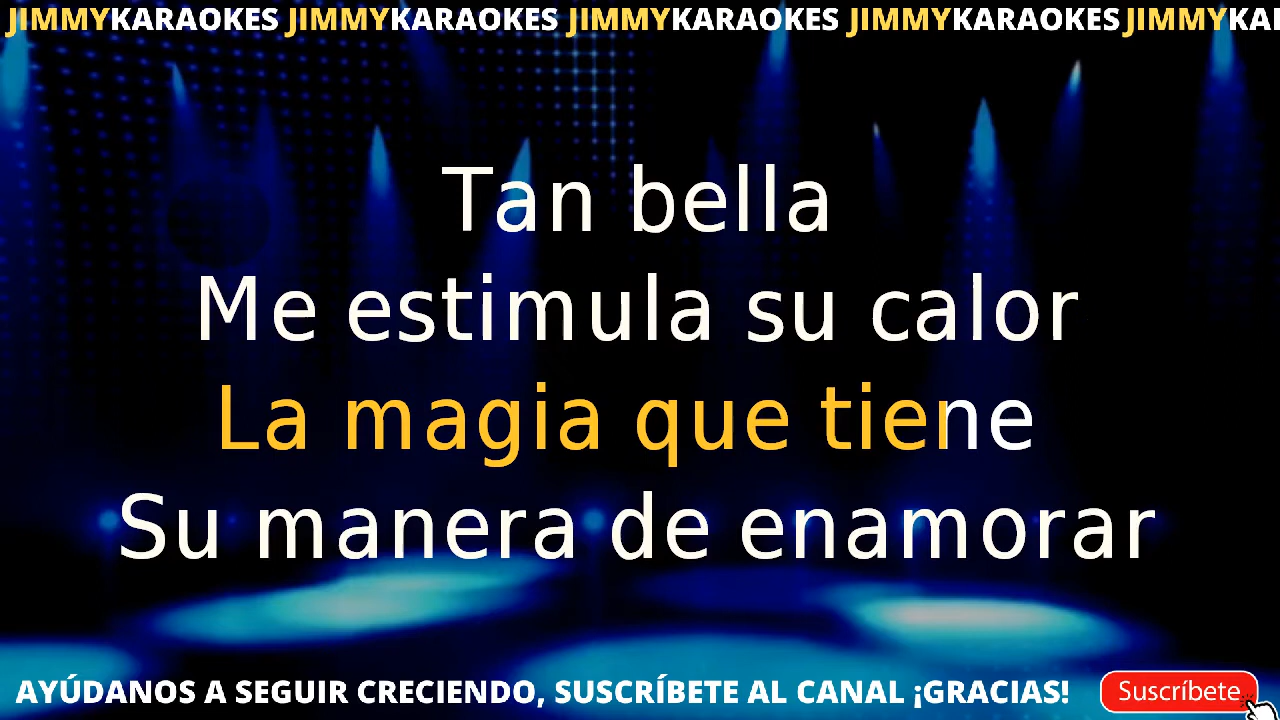 JIMMYKARAOKES JIMMYKARAOKES JIMMYKARAOKES JIMMYKARAOKES JIMMYKA
Tan bella
Me estimula su calor
La magia que tiene
Su manera de enamorar
AYÚDANOS A SEGUIR CRECIENDO, SUSCRÍBETE AL CANAL ¡GRACIAS! Suscríbete